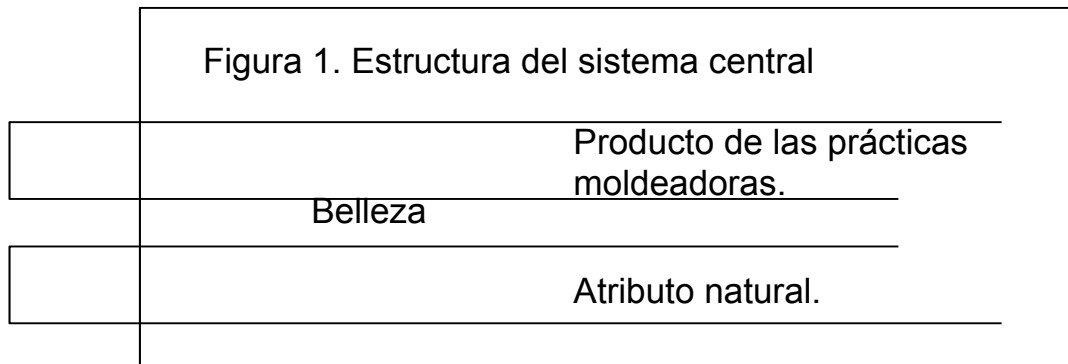 Figura 1. Estructura del sistema central
Producto de las prácticas
moldeadoras.
Belleza
Atributo natural.